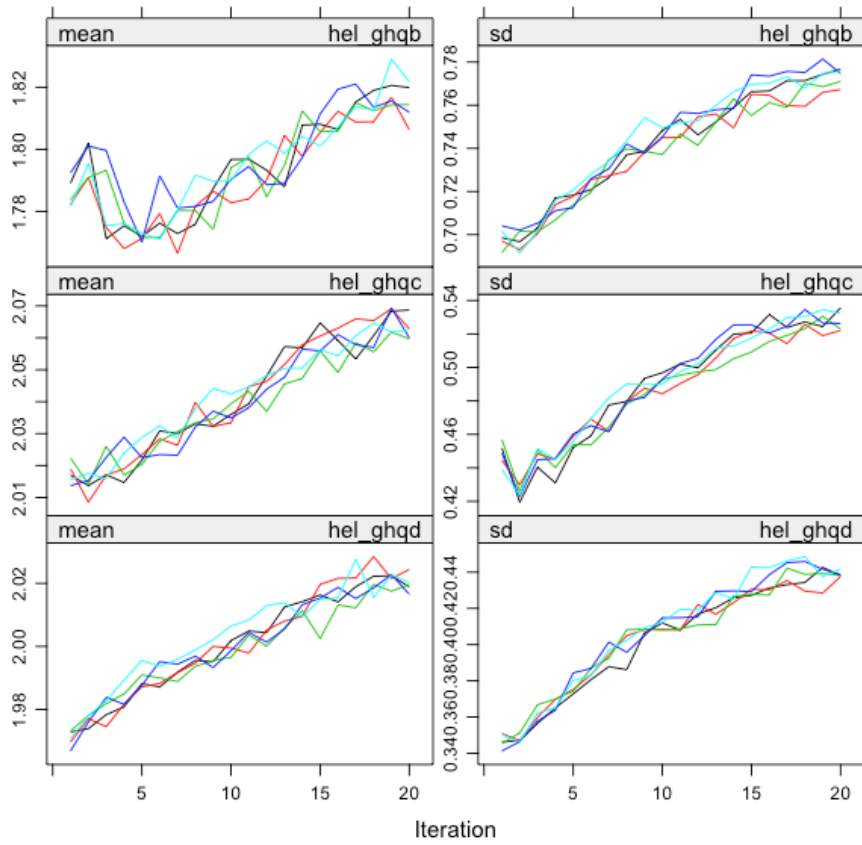 mean hel_ghqb
sd hel_ghqb
1.78 1.80 1.82
0.70 0.72 0.74 0.76 0.78
mean hel_ghqc
sd hel_ghqc
2.01 2.03 2.05 2.07
0.42 0.46 0.50 0.54
mean hel_ghqd
sd hel_ghqd
1.98 2.00 2.02
0.340.360.380.400.420.44
5 10 15 20
5 10 15 20
Iteration